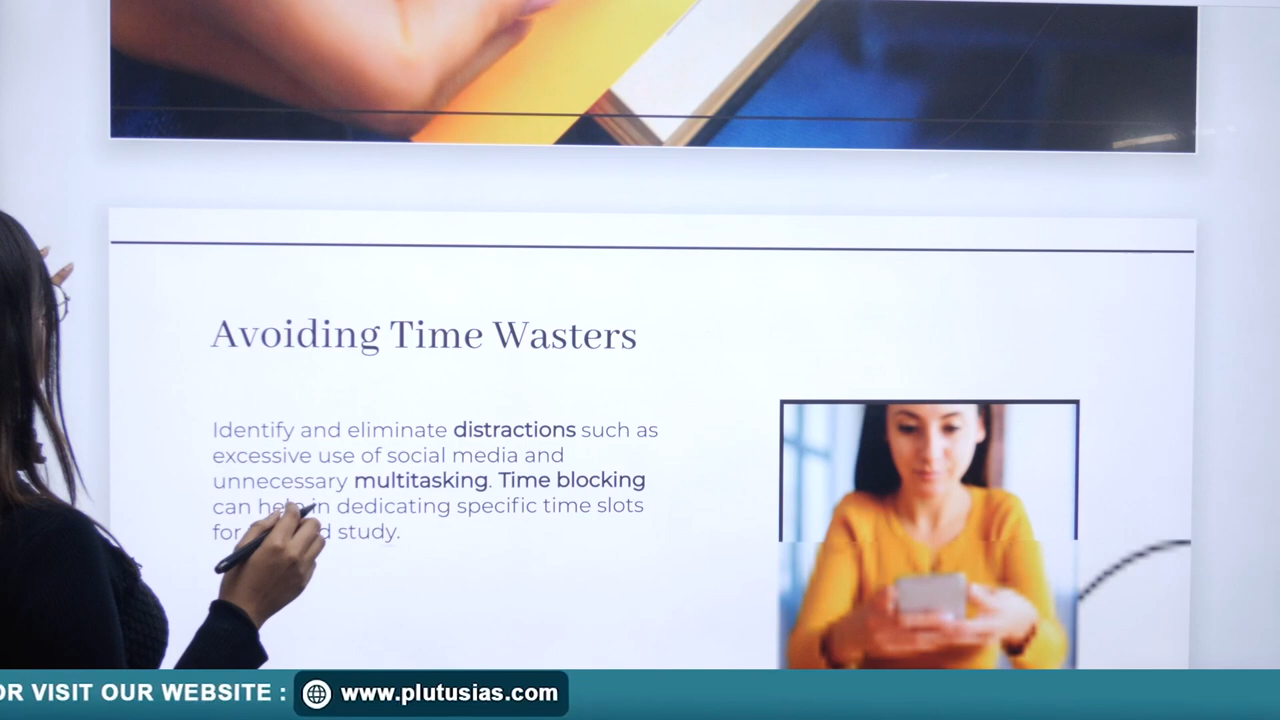 Avoiding Time Wasters
Identify and eliminate distractions such as
excessive use of social media and
unnecessary multitasking. Time blocking
can help in dedicating specific time slots
for study.
OR VISIT OUR WEBSITE :
www.plutusias.com